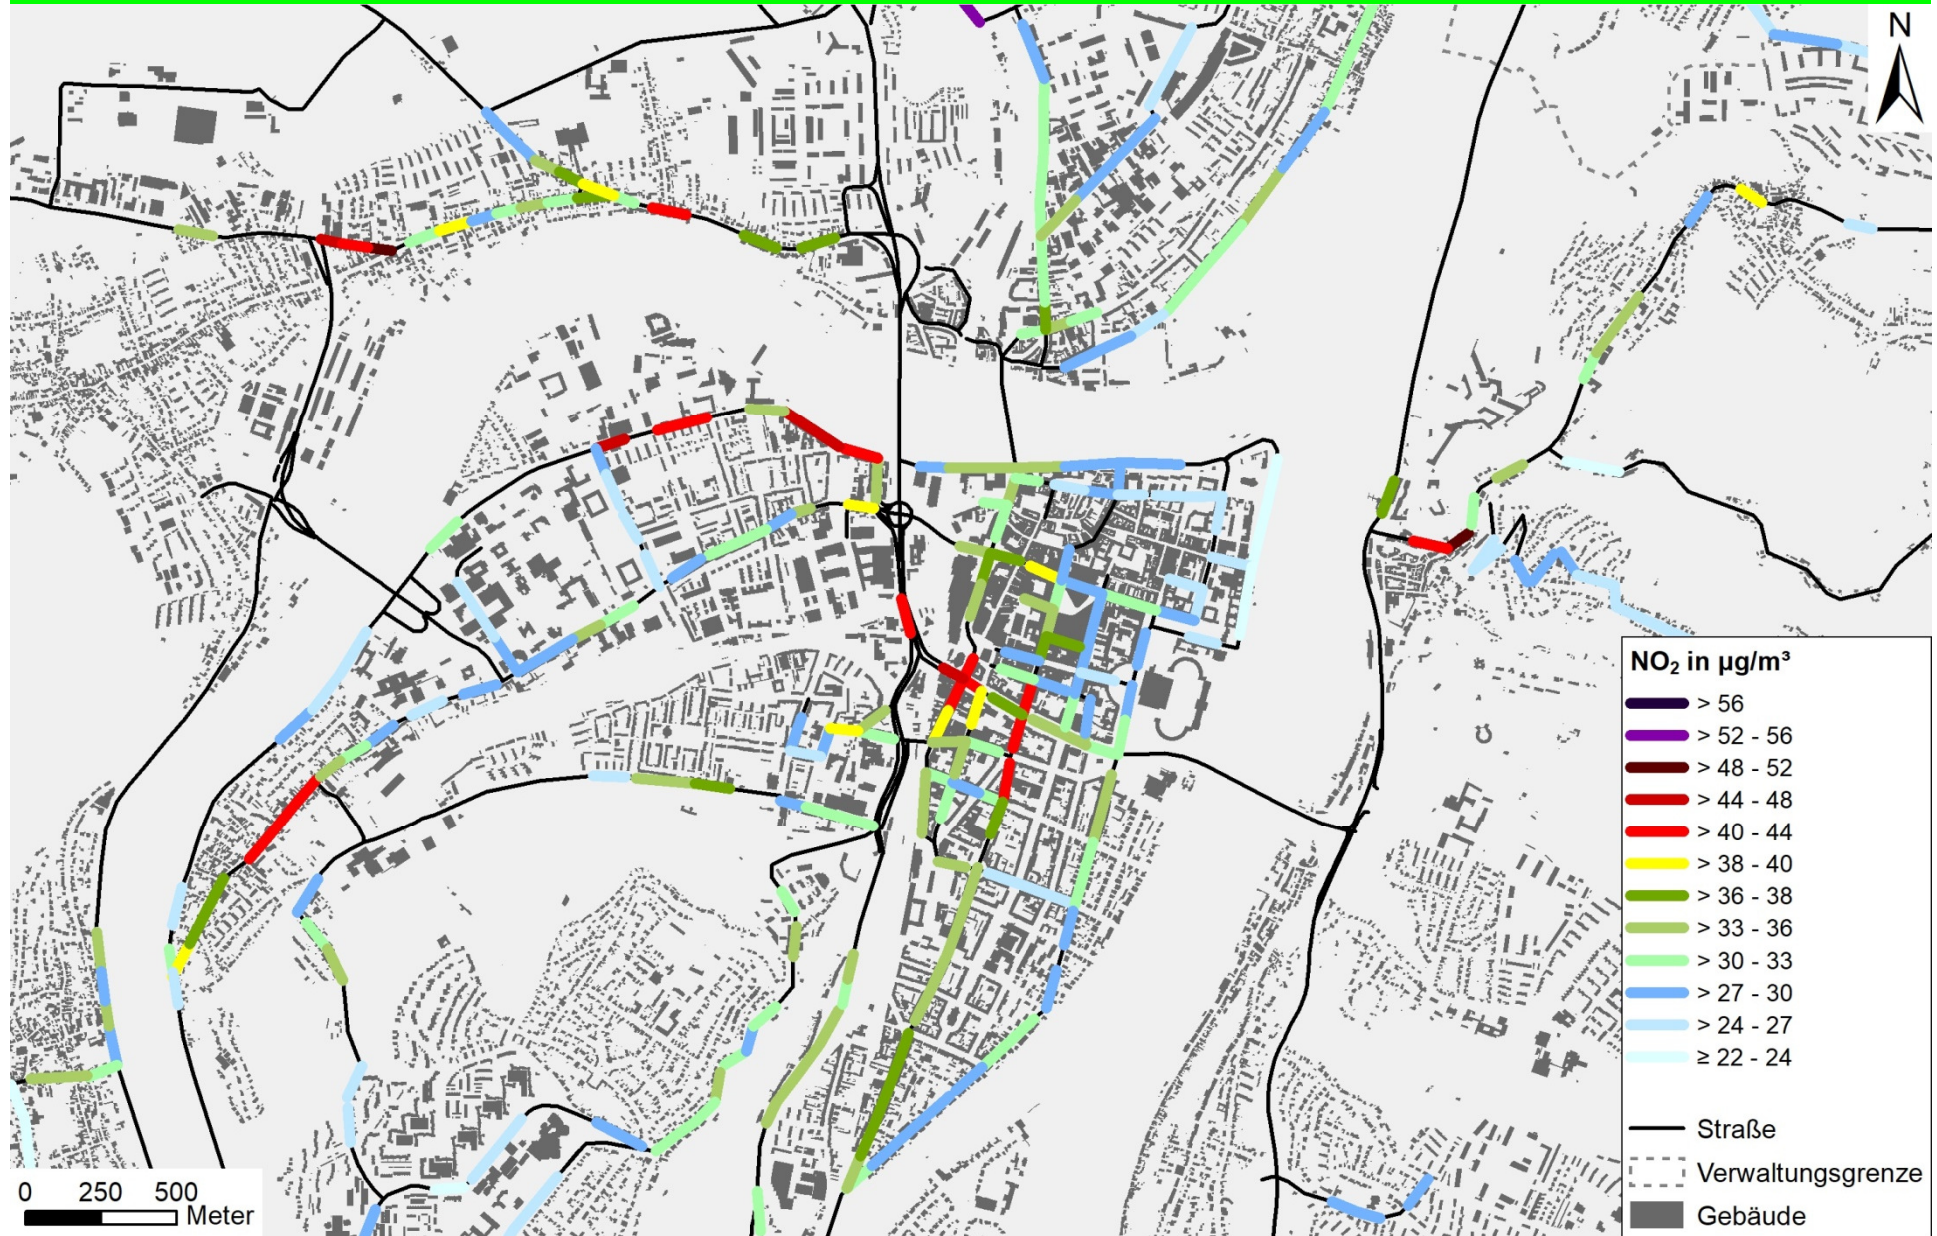 N
NO₂ in µg/m³
> 56
> 52 - 56
> 48 - 52
> 44 - 48
> 40 - 44
> 38 - 40
> 36 - 38
> 33 - 36
> 30 - 33
> 27 - 30
> 24 - 27
≥ 22 - 24
Straße
Verwaltungsgrenze
Gebäude
0 250 500
Meter